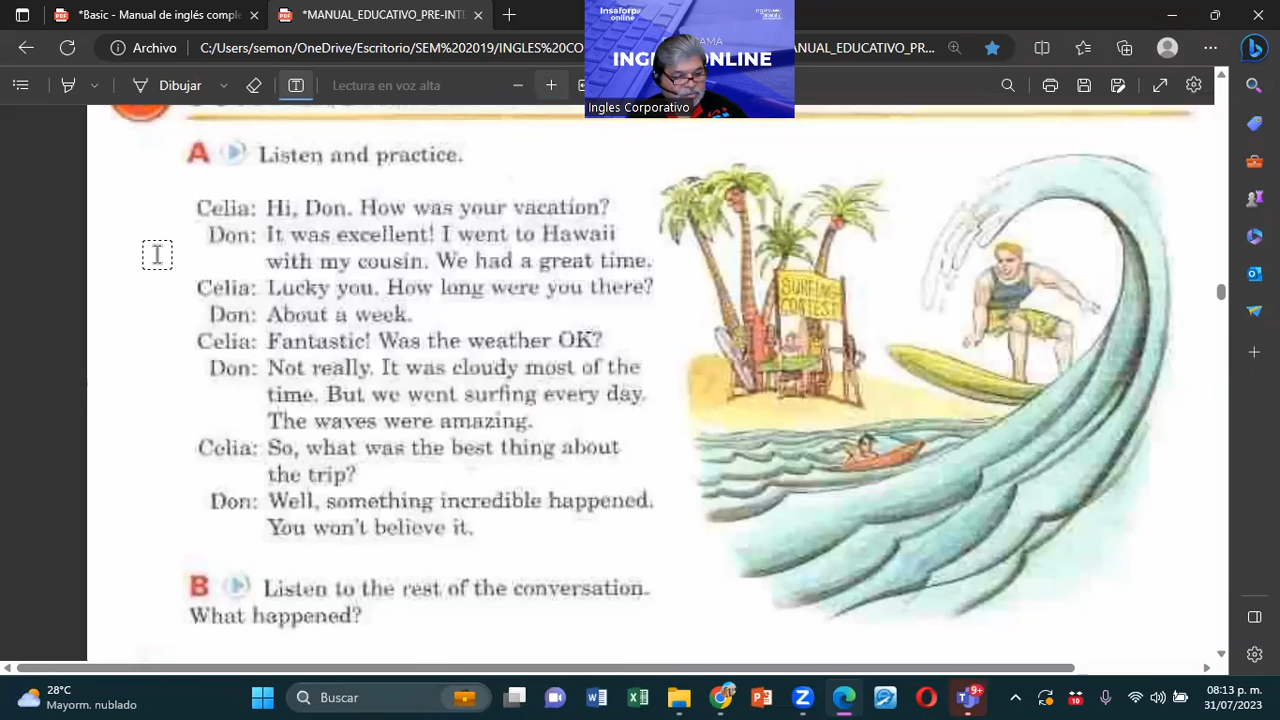 *Basic - Manual de ingles comple
*MANUAL_EDUCATIVO_PRE-INTE
Insaforp
online
INGLES ONLINE
Ingles Corporativo
Archivo
C:/Users/semon/OneDrive/Escritorio/SEM%202019/INGLES%20CO
ANUAL_EDUCATIVO_PR...
Dibujar
Lectura en voz alta
A Listen and practice.
Celia: Hi, Don. How was your vacation?
Don: It was excellent! I went to Hawaii
with my cousin. We had a great time.
Celia: Lucky you. How long were you there?
Don: About a week.
Celia: Fantastic! Was the weather OK?
Don: Not really. It was cloudy most of the
time. But we went surfing every day.
The waves were amazing.
Celia: So, what was the best thing about
the trip?
Don: Well, something incredible happened.
You won't believe it.
SURFING
CONTEST
B Listen to the rest of the conversation.
What happened?
28°C
Mayorm. nublado
Buscar
9+
10
08:13 p. m.
31/07/2023